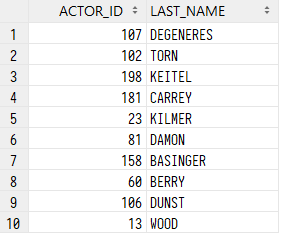 ACTOR_ID LAST_NAME
1 107 DEGENERES
2 102 TORN
3 198 KEITEL
4 181 CARREY
5 23 KILMER
6 81 DAMON
7 158 BASINGER
8 60 BERRY
9 106 DUNST
10 13 WOOD